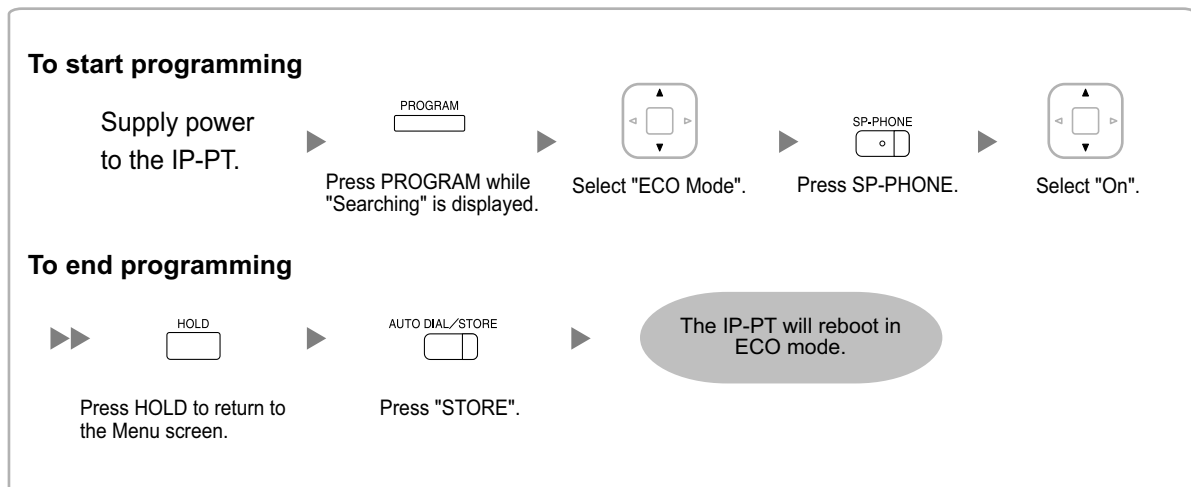 To start programming
Supply power
to the IP-PT.
PROGRAM
Press PROGRAM while
"Searching" is displayed.
Select "ECO Mode".
SP-PHONE
Press SP-PHONE.
Select "On".
To end programming
HOLD
Press HOLD to return to
the Menu screen.
AUTO DIAL/STORE
Press "STORE".
The IP-PT will reboot in
ECO mode.